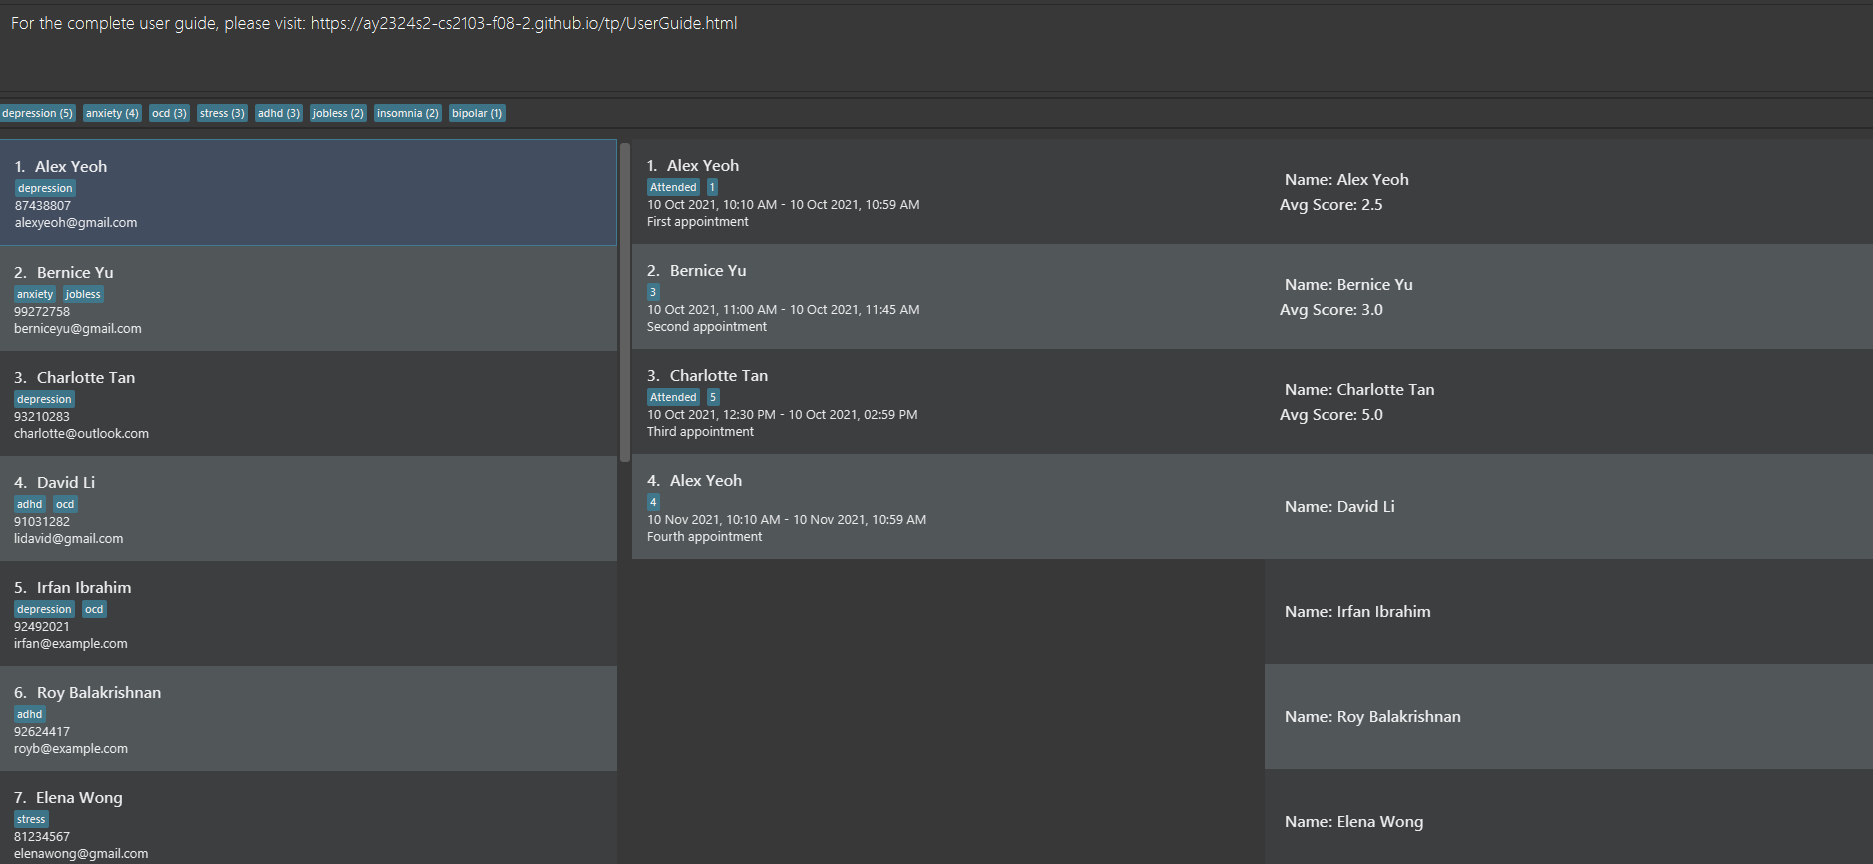 For the complete user guide, please visit: https://ay2324s2-cs2103-f08-2.github.io/tp/UserGuide.html
depression (5) anxiety (4) ocd (3) stress (3) adhd (3) jobless (2) insomnia (2) bipolar (1)
1. Alex Yeoh
depression
87438807
alexyeoh@gmail.com
2. Bernice Yu
anxiety jobless
99272758
berniceyu@gmail.com
3. Charlotte Tan
depression
93210283
charlotte@outlook.com
4. David Li
adhd ocd
91031282
lidavid@gmail.com
5. Irfan Ibrahim
depression ocd
92492021
irfan@example.com
6. Roy Balakrishnan
adhd
92624417
royb@example.com
7. Elena Wong
stress
81234567
elenawong@gmail.com
1. Alex Yeoh
Attended 1
10 Oct 2021, 10:10 AM - 10 Oct 2021, 10:59 AM
First appointment
2. Bernice Yu
3
10 Oct 2021, 11:00 AM - 10 Oct 2021, 11:45 AM
Second appointment
3. Charlotte Tan
Attended 5
10 Oct 2021, 12:30 PM - 10 Oct 2021, 02:59 PM
Third appointment
4. Alex Yeoh
4
10 Nov 2021, 10:10 AM - 10 Nov 2021, 10:59 AM
Fourth appointment
Name: Alex Yeoh
Avg Score: 2.5
Name: Bernice Yu
Avg Score: 3.0
Name: Charlotte Tan
Avg Score: 5.0
Name: David Li
Name: Irfan Ibrahim
Name: Roy Balakrishnan
Name: Elena Wong